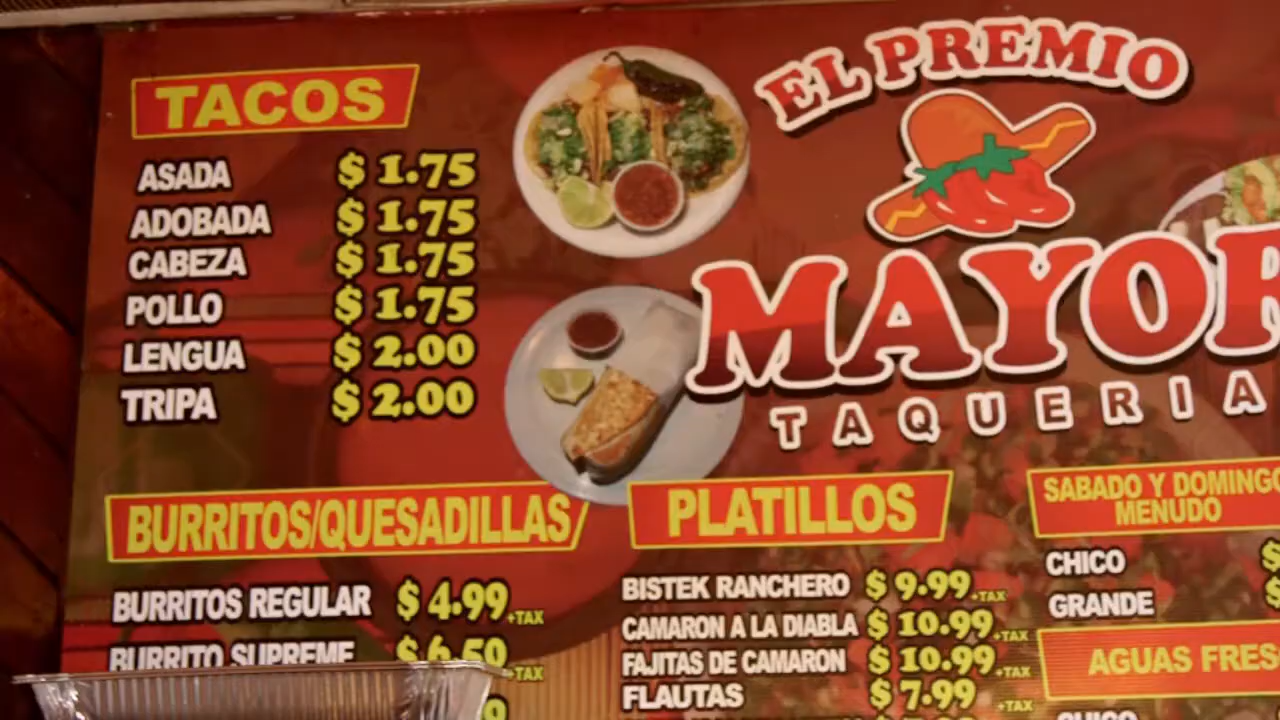 EL PREMIO
MAYOR
TAQUERIA
TACOS
ASADA $ 1.75
ADOBADA $ 1.75
CABEZA $ 1.75
POLLO $ 1.75
LENGUA $ 2.00
TRIPA $ 2.00
BURRITOS/QUESADILLAS
BURRITOS REGULAR $ 4.99 +TAX
BURRITO SUPREME $ 6.50 +TAX
PLATILLOS
BISTEK RANCHERO $ 9.99 +TAX
CAMARON A LA DIABLA $ 10.99 +TAX
FAJITAS DE CAMARON $ 10.99 +TAX
FLAUTAS $ 7.99 +TAX
SABADO Y DOMINGO
MENUDO
CHICO $
GRANDE $
AGUAS FRES
CHICO